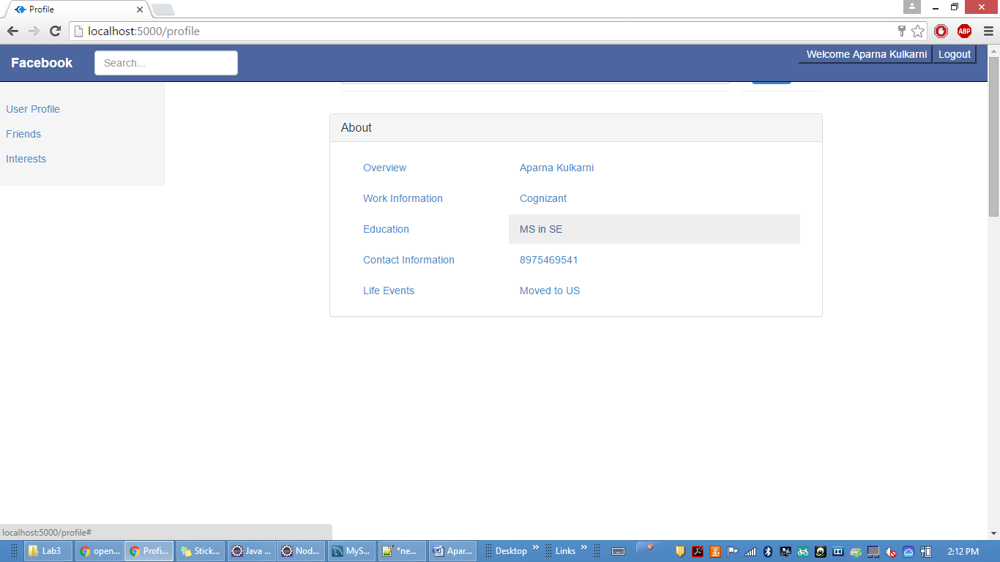 Profile
localhost:5000/profile
ABP
Facebook
Search...
Welcome Aparna Kulkarni
Logout
User Profile
Friends
Interests
About
Overview Aparna Kulkarni
Work Information Cognizant
Education MS in SE
Contact Information 8975469541
Life Events Moved to US
localhost:5000/profile#
Lab3 open... Profi... Stick... Java ... Nod... MyS... *ne... Apar... Desktop » Links » 2:12 PM